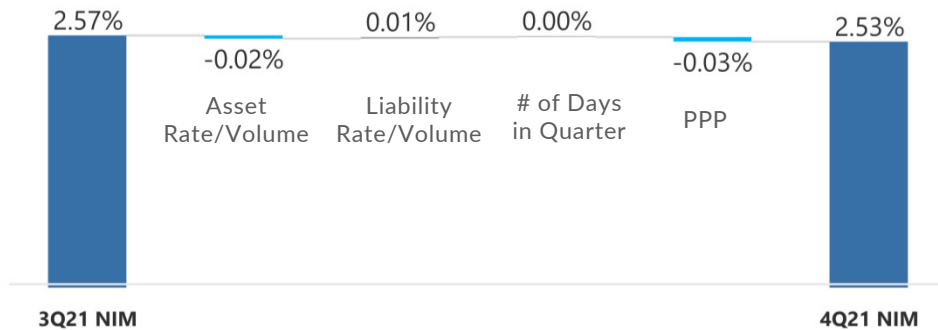 2.57%
0.01%
0.00%
2.53%
-0.02%
-0.03%
Asset
Rate/Volume
Liability
Rate/Volume
# of Days
in Quarter
PPP
3Q21 NIM
4Q21 NIM